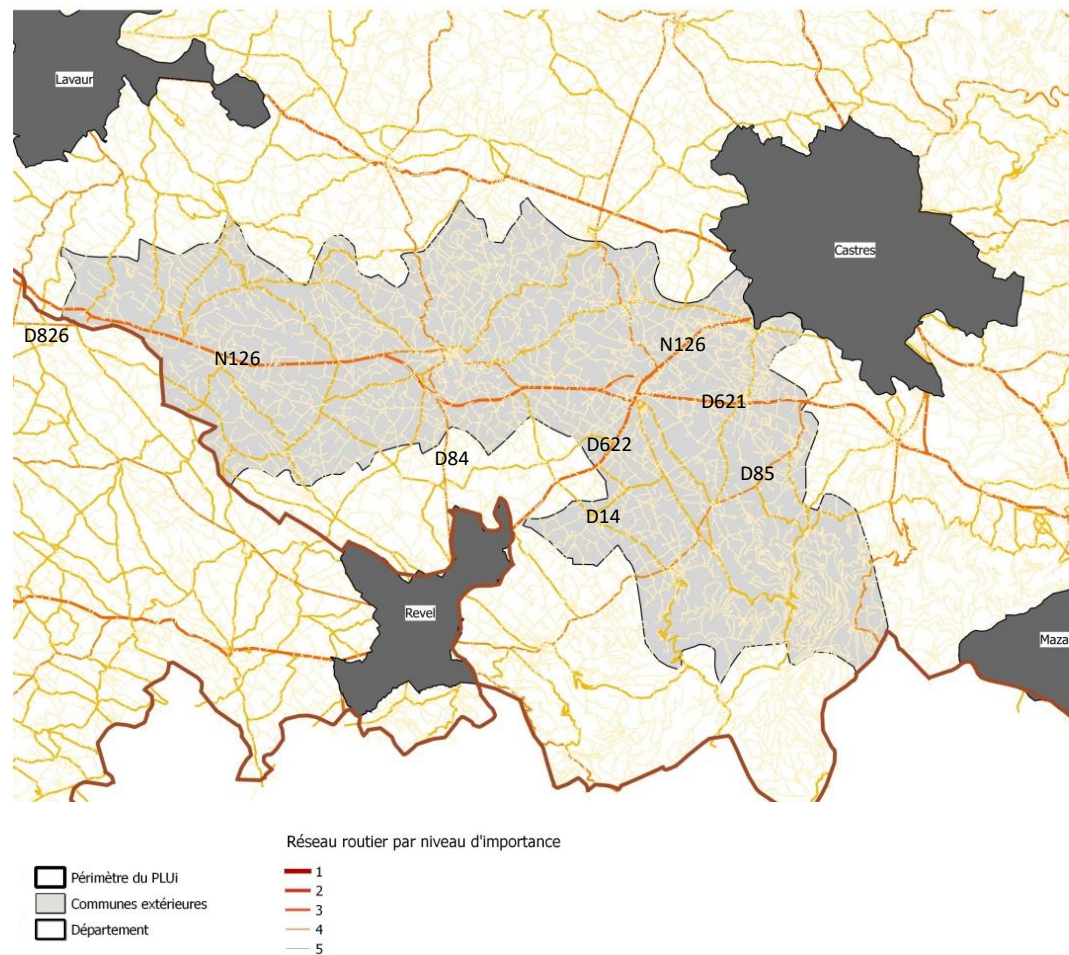 Lavaur
Castres
D826
N126
N126
D621
D622
D84
D85
D14
Revel
Maza
Réseau routier par niveau d'importance
Périmètre du PLUi
Communes extérieures
Département
1
2
3
4
5